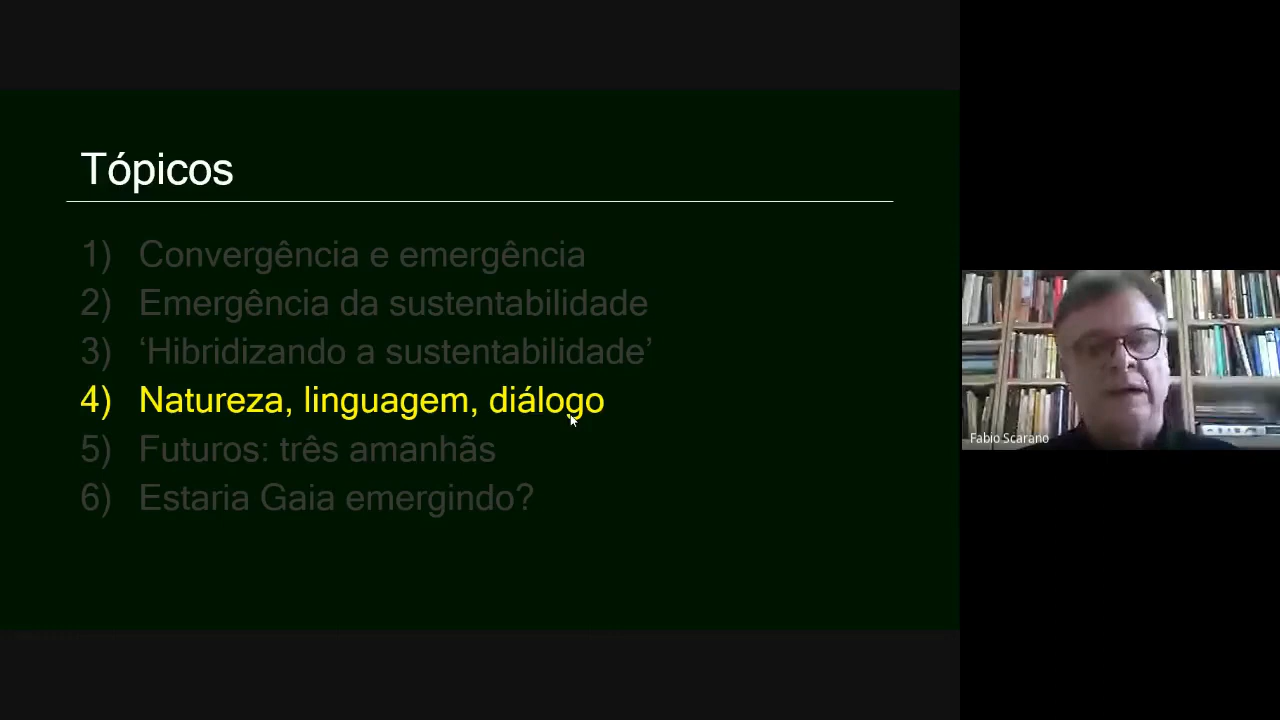 Tópicos
1) Convergência e emergência
2) Emergência da sustentabilidade
3) ‘Hibridizando a sustentabilidade’
4) Natureza, linguagem, diálogo
5) Futuros: três amanhãs
6) Estaria Gaia emergindo?
Fabio Scarano